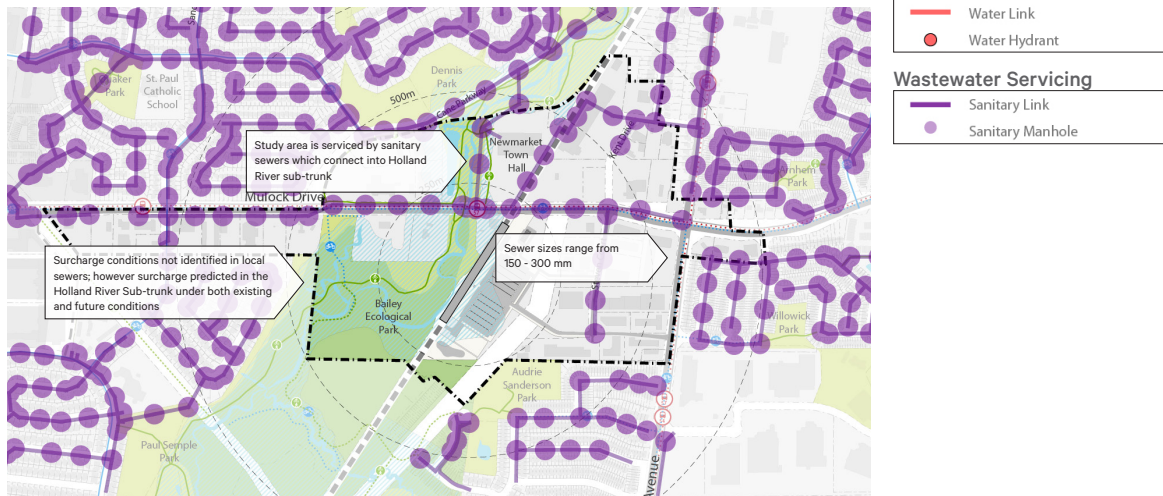 Water Link
Water Hydrant
Wastewater Servicing
Sanitary Link
Sanitary Manhole
Quaker
Park
St. Paul
Catholic
School
Dennis
Park
500m
Newmarket
Town
Hall
Study area is serviced by sanitary
sewers which connect into Holland
River sub-trunk
Mulock Drive
Park
Surcharge conditions not identified in local
sewers; however surcharge predicted in the
Holland River Sub-trunk under both existing
and future conditions
Sewer sizes range from
150 - 300 mm
Bailey
Ecological
Park
Willowick
Park
Audrie
Sanderson
Park
Paul Semple
Park
Avenue